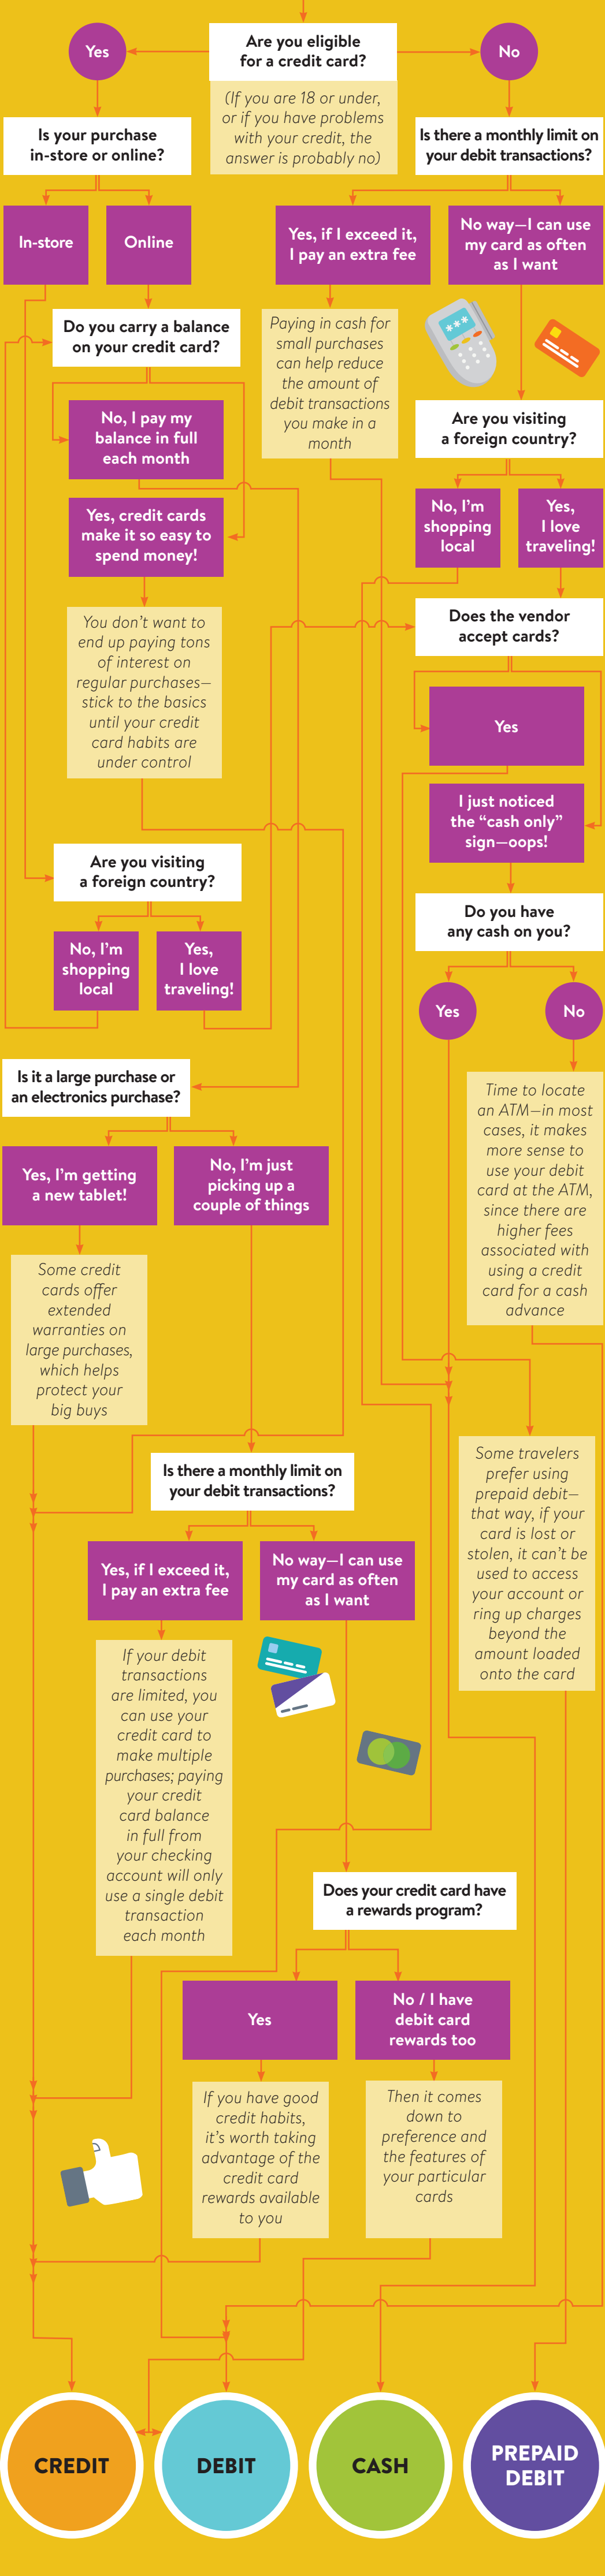 Are you eligible
for a credit card?
Yes
No
(If you are 18 or under,
or if you have problems
with your credit, the
answer is probably no)
Is your purchase
in-store or online?
Is there a monthly limit on
your debit transactions?
In-store
Online
Yes, if I exceed it,
I pay an extra fee
No way—I can use
my card as often
as I want
Do you carry a balance
on your credit card?
Paying in cash for
small purchases
can help reduce
the amount of
debit transactions
you make in a
month
***
No, I pay my
balance in full
each month
Are you visiting
a foreign country?
Yes, credit cards
make it so easy to
spend money!
No, I'm
shopping
local
Yes,
I love
traveling!
You don't want to
end up paying tons
of interest on
regular purchases—
stick to the basics
until your credit
card habits are
under control
Does the vendor
accept cards?
Yes
I just noticed
the “cash only”
sign—oops!
Are you visiting
a foreign country?
Do you have
any cash on you?
No, I'm
shopping
local
Yes,
I love
traveling!
Yes
No
Is it a large purchase or
an electronics purchase?
Time to locate
an ATM—in most
cases, it makes
more sense to
use your debit
card at the ATM,
since there are
higher fees
associated with
using a credit
card for a cash
advance
Yes, I'm getting
a new tablet!
No, I'm just
picking up a
couple of things
Some credit
cards offer
extended
warranties on
large purchases,
which helps
protect your
big buys
Some travelers
prefer using
prepaid debit—
that way, if your
card is lost or
stolen, it can't be
used to access
your account or
ring up charges
beyond the
amount loaded
onto the card
Is there a monthly limit on
your debit transactions?
Yes, if I exceed it,
I pay an extra fee
No way—I can use
my card as often
as I want
If your debit
transactions
are limited, you
can use your
credit card to
make multiple
purchases; paying
your credit
card balance
in full from
your checking
account will only
use a single debit
transaction
each month
Does your credit card have
a rewards program?
Yes
No / I have
debit card
rewards too
If you have good
credit habits,
it's worth taking
advantage of the
credit card
rewards available
to you
Then it comes
down to
preference and
the features of
your particular
cards
CREDIT
DEBIT
CASH
PREPAID
DEBIT